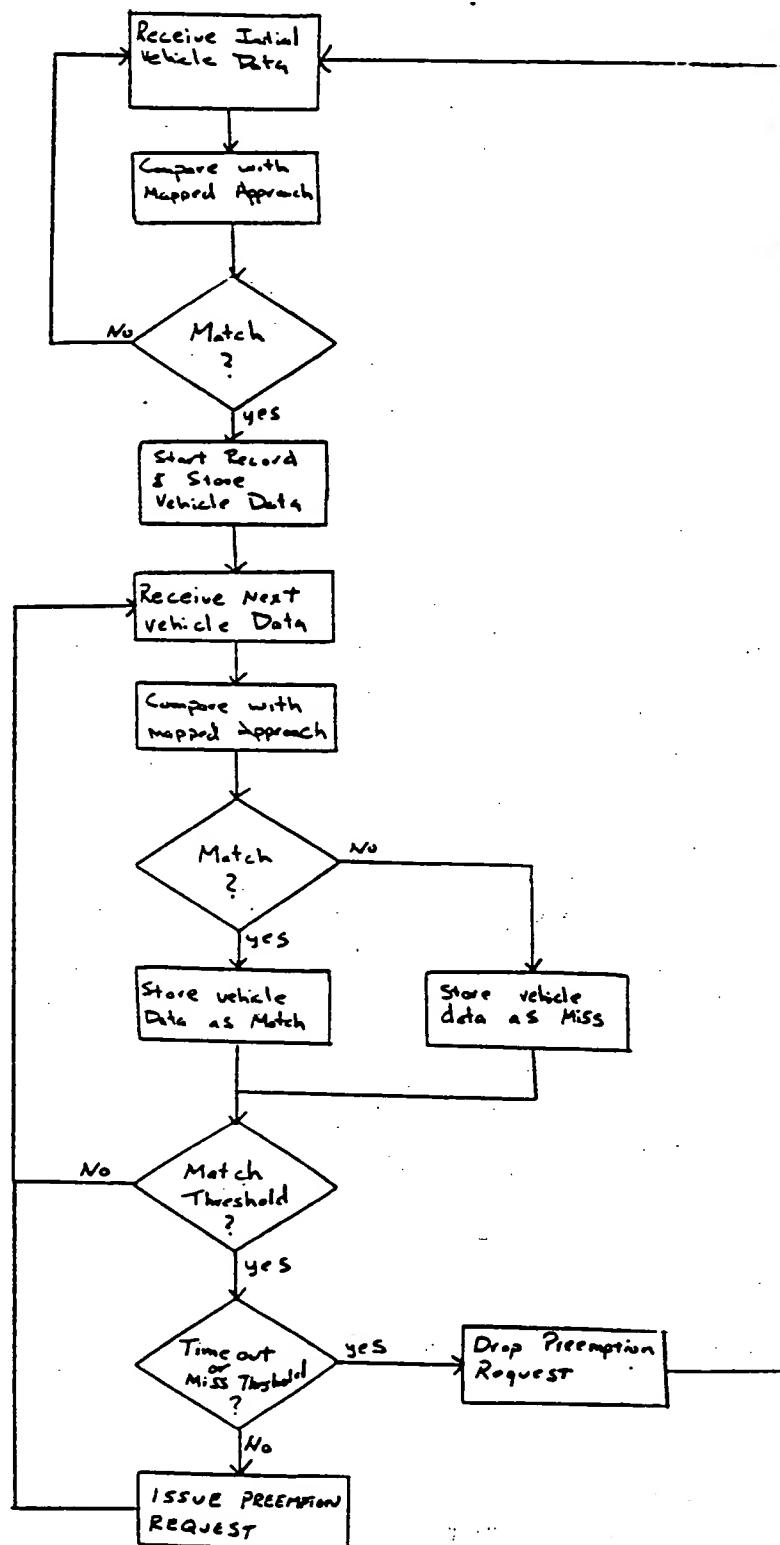 Receive Initial
Vehicle Data
Compare with
Mapped Approach
Match
?
No
yes
Start Record
& Store
Vehicle Data
Receive Next
Vehicle Data
Compare with
Mapped Approach
Match
?
No
yes
Store vehicle
Data as Match
Store vehicle
data as Miss
Match
Threshold
?
No
yes
Time out
or
Miss Threshold
?
yes
No
Drop Preemption
Request
ISSUE PREEMPTION
REQUEST